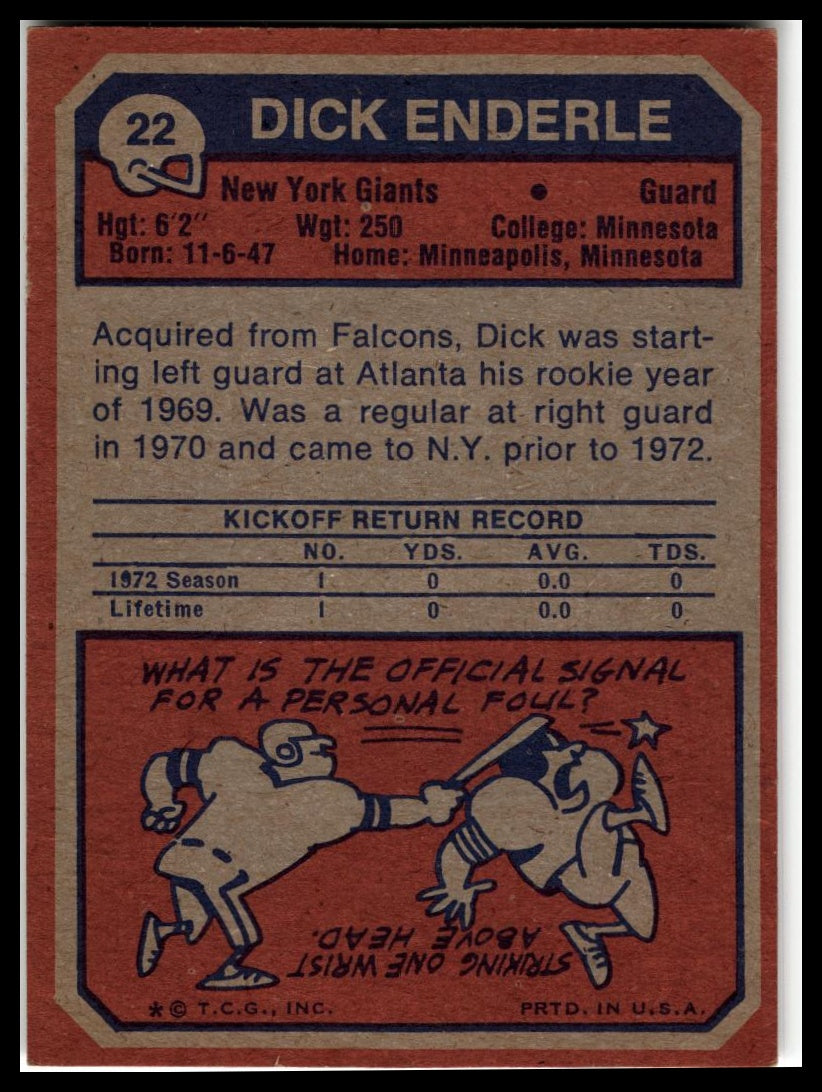 22
DICK ENDERLE
New York Giants • Guard
Hgt: 6'2" Wgt: 250 College: Minnesota
Born: 11-6-47 Home: Minneapolis, Minnesota
Acquired from Falcons, Dick was start-
ing left guard at Atlanta his rookie year
of 1969. Was a regular at right guard
in 1970 and came to N.Y. prior to 1972.
KICKOFF RETURN RECORD
NO. YDS. AVG. TDS.
1972 Season 1 0 0.0 0
Lifetime 1 0 0.0 0
WHAT IS THE OFFICIAL SIGNAL
FOR A PERSONAL FOUL?
STRIKING ONE WRIST
ABOVE HEAD.
* © T.C.G., INC. PRTD. IN U.S.A.